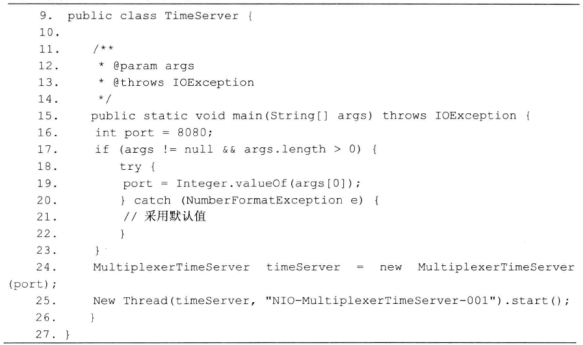 9. public class TimeServer {
10.
11. /**
12. * @param args
13. * @throws IOException
14. */
15. public static void main(String[] args) throws IOException {
16. int port = 8080;
17. if (args != null && args.length > 0) {
18. try {
19. port = Integer.valueOf(args[0]);
20. } catch (NumberFormatException e) {
21. // 采用默认值
22. }
23. }
24. MultiplexerTimeServer timeServer = new MultiplexerTimeServer
(port);
25. New Thread(timeServer, "NIO-MultiplexerTimeServer-001").start();
26. }
27. }